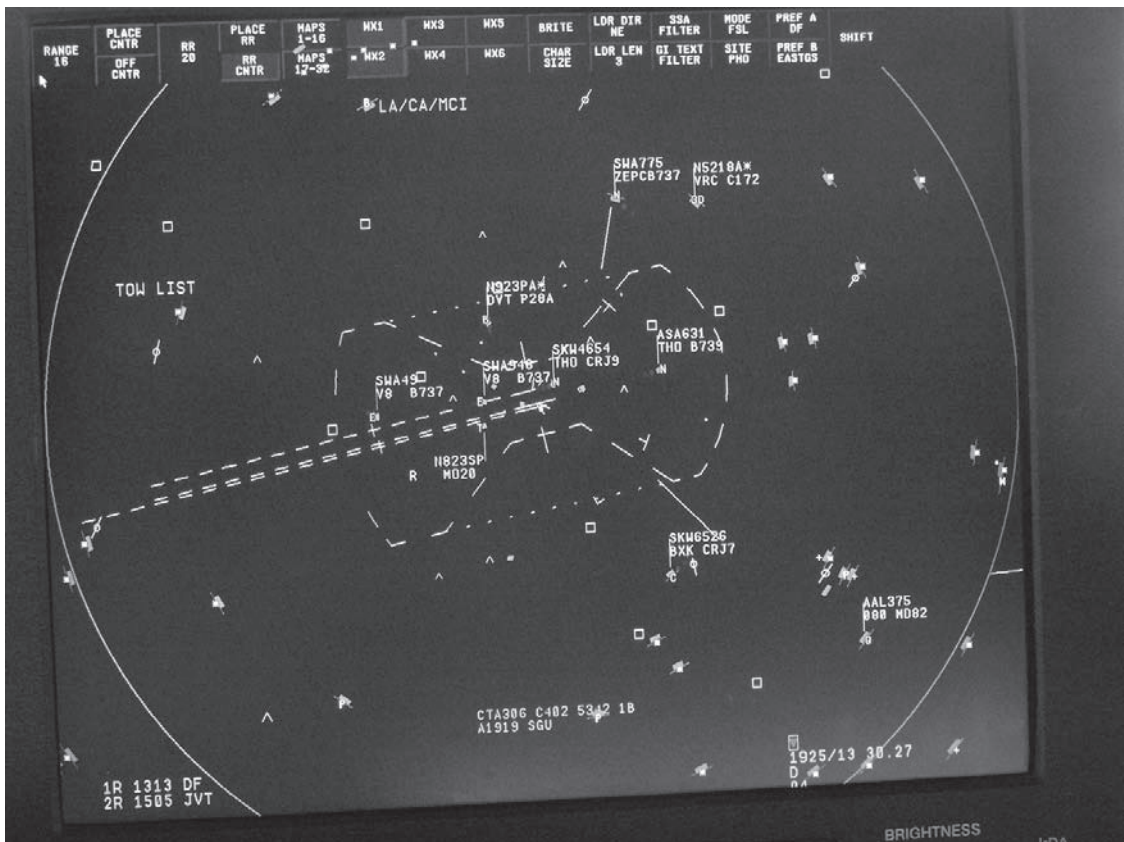 RANGE
16
PLACE
CNTR
OFF
CNTR
RR
20
PLACE
RR
RR
CNTR
MAPS
1-16
MAPS
17-32
WX1
WX2
WX3
WX4
WX5
WX6
BRITE
CHAR
SIZE
LDR DIR
NE
LDR LEN
3
SSA
FILTER
GI TEXT
FILTER
MODE
FSL
SITE
PHO
PREF A
DF
PREF B
EASTGS
SHIFT
B LA/CA/MCI
SWA775
ZEPCB737
N
N5218A*
VRC C172
TOW LIST
N923PA*
DVT P28A
SKW4654
THO CRJ9
N
ASA631
THO B739
N
SWA49
V8 B737
E
SWA948
V8 B737
E
T
N823SP
MO20
R
SKW6526
BXK CRJ7
C
AAL375
080 MD82
G
M
P
P
CTA306 C402 5342 1B
A1919 SGU
1R 1313 DF
2R 1505 JVT
1925/13 30.27
D
04
BRIGHTNESS